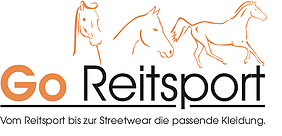 Go Reitsport
Vom Reitsport bis zur Streetwear die passende Kleidung.